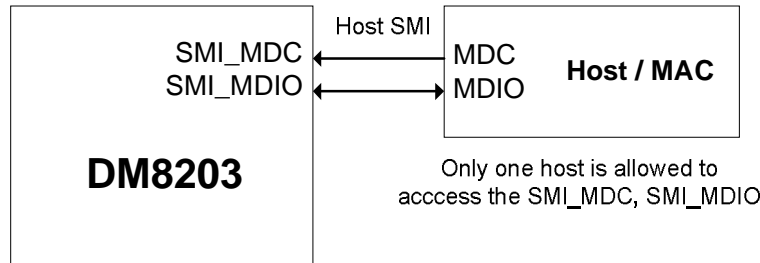 Host SMI
SMI_MDC
MDC
SMI_MDIO
MDIO
Host / MAC
DM8203
Only one host is allowed to
acccess the SMI_MDC, SMI_MDIO